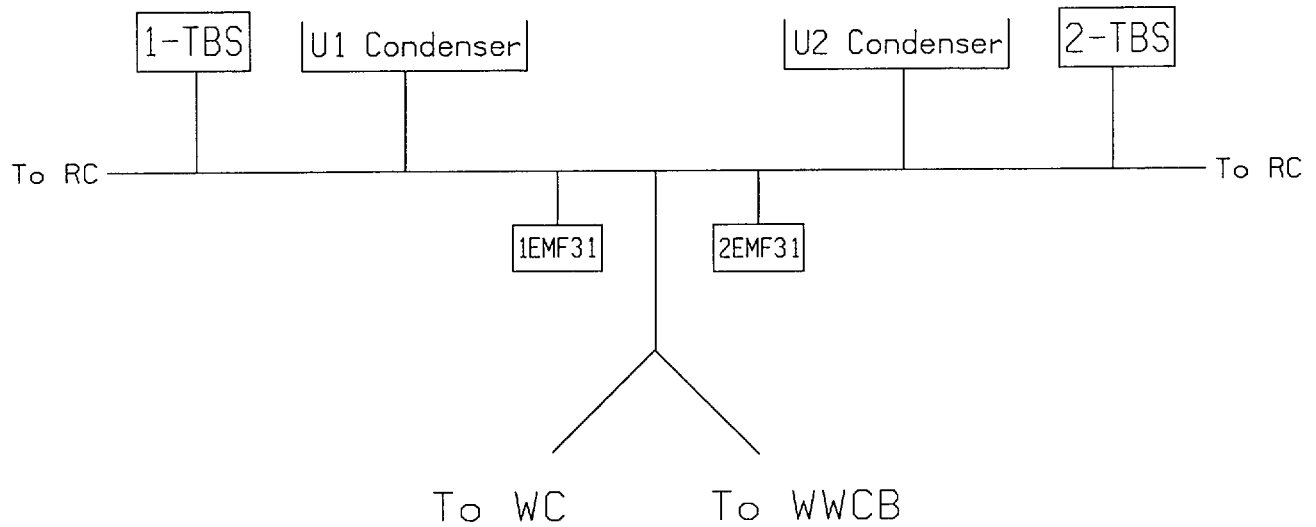 1-TBS
U1 Condenser
U2 Condenser
2-TBS
To RC
To RC
1EMF31
2EMF31
To WC
To WWCB